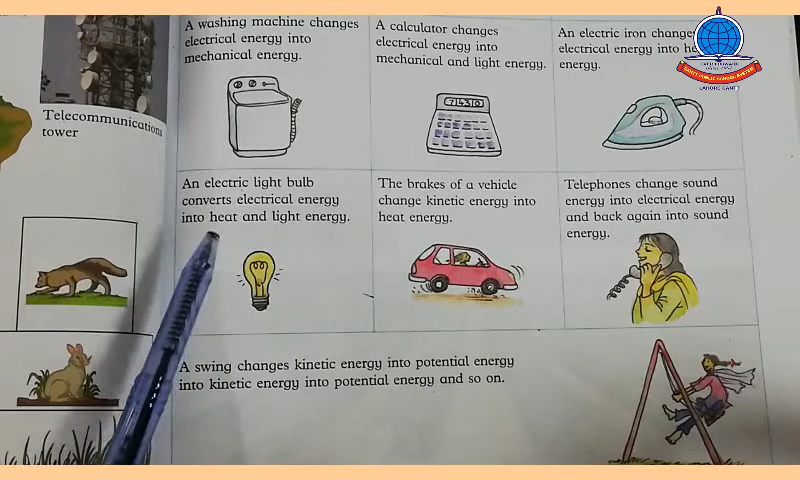 A washing machine changes
electrical energy into
mechanical energy.
A calculator changes
electrical energy into
mechanical and light energy.
An electric iron change
electrical energy into he
energy.
LAHORE CANTT
Telecommunications
tower
An electric light bulb
converts electrical energy
into heat and light energy.
The brakes of a vehicle
change kinetic energy into
heat energy.
Telephones change sound
energy into electrical energy
and back again into sound
energy.
A swing changes kinetic energy into potential energy
into kinetic energy into potential energy and so on.